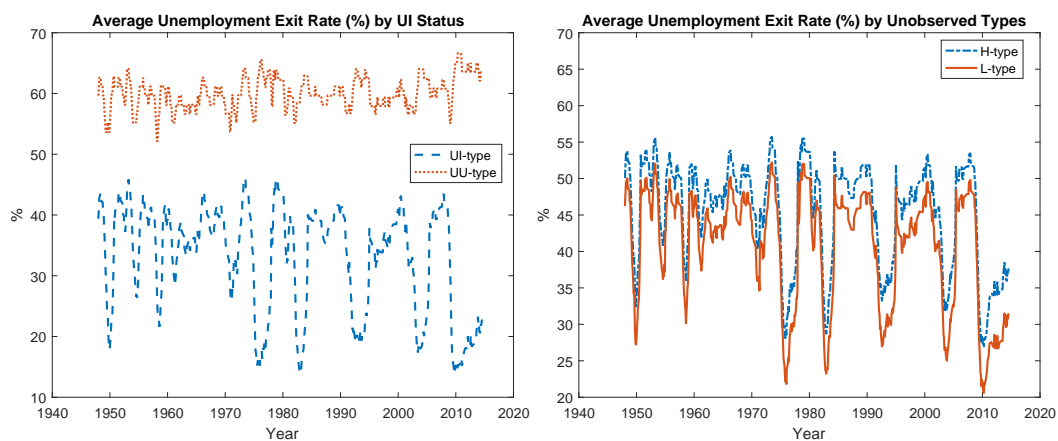 Average Unemployment Exit Rate (%) by UI Status
70
60
50
40
30
20
10
%
UI-type
UU-type
1940 1950 1960 1970 1980 1990 2000 2010 2020
Year
Average Unemployment Exit Rate (%) by Unobserved Types
70
65
60
55
50
45
40
35
30
25
20
%
H-type
L-type
1940 1950 1960 1970 1980 1990 2000 2010 2020
Year